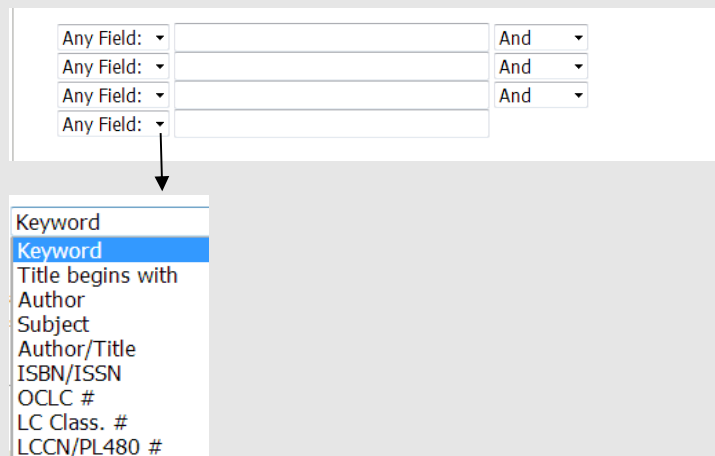 Any Field: And
Any Field: And
Any Field: And
Any Field:
Keyword
Keyword
Title begins with
Author
Subject
Author/Title
ISBN/ISSN
OCLC #
LC Class. #
LCCN/PL480 #